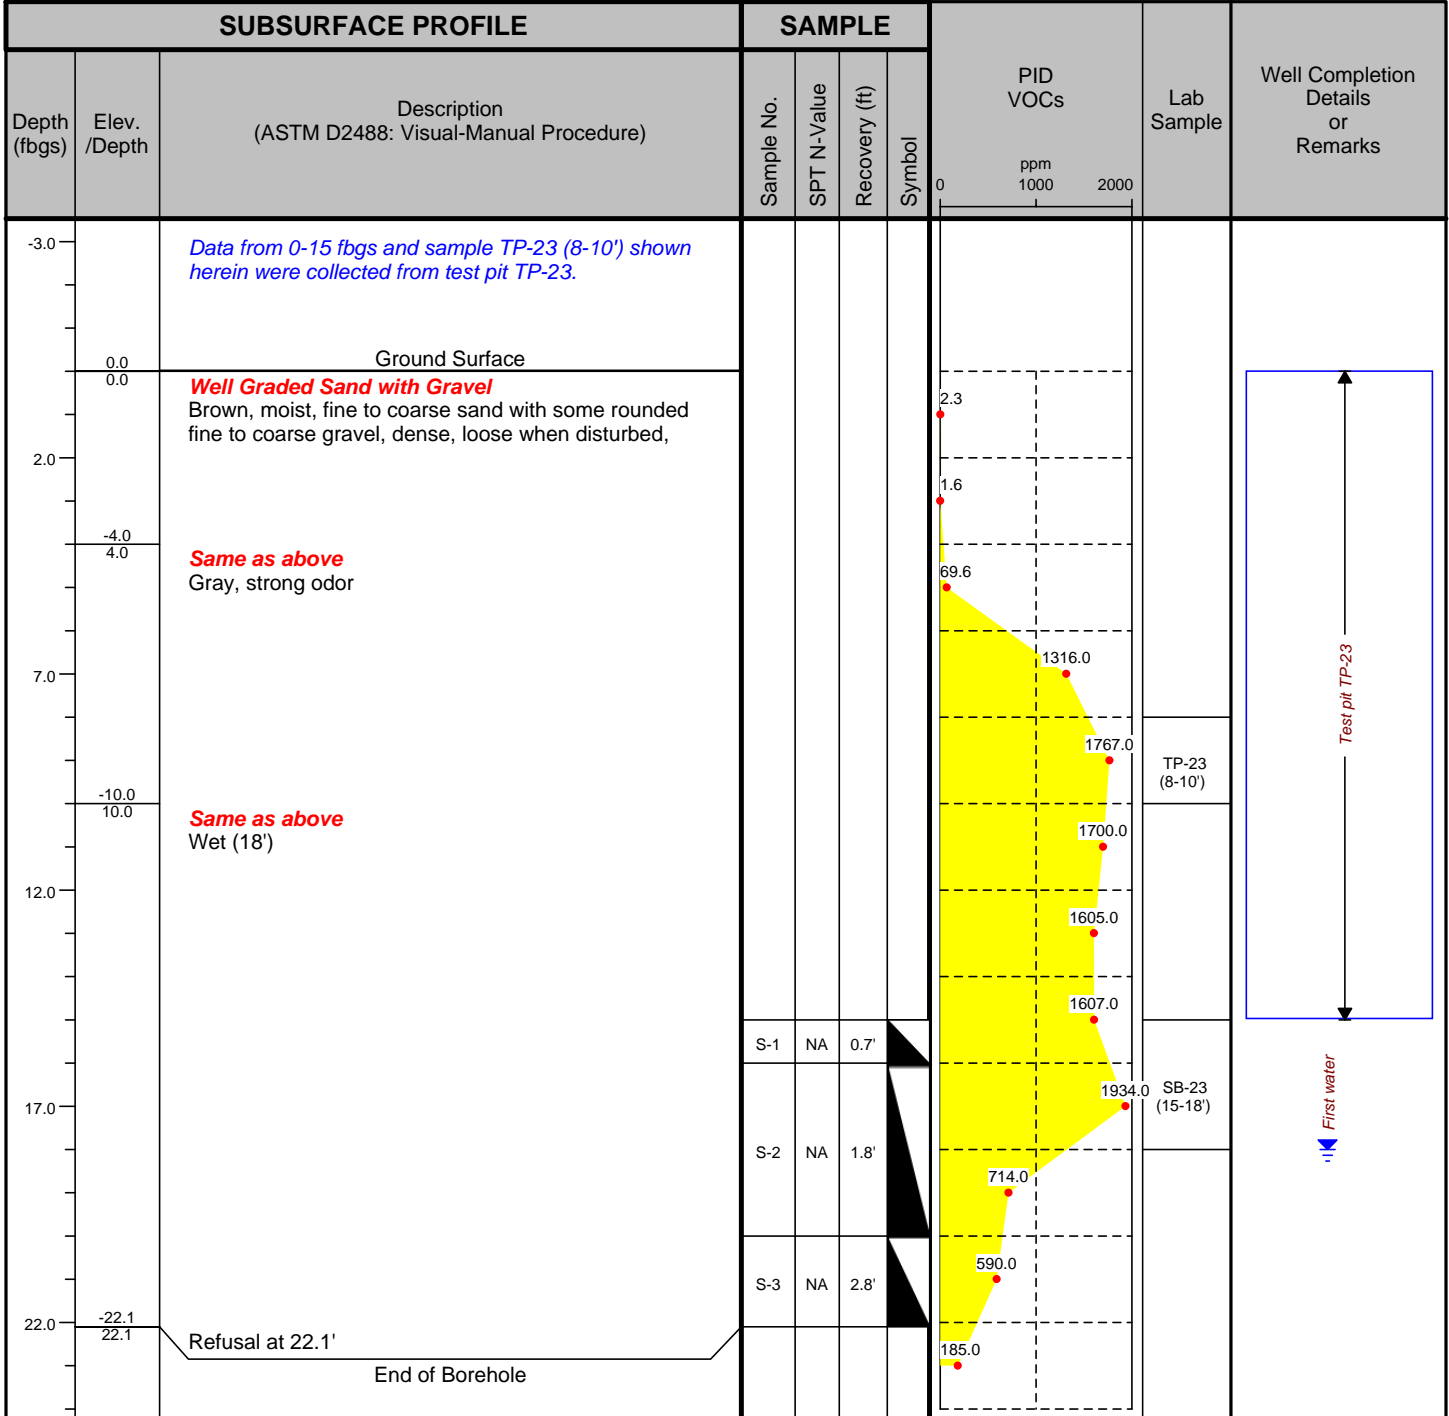 SUBSURFACE PROFILE
SAMPLE
Depth
(fbgs)
Elev.
/Depth
Description
(ASTM D2488: Visual-Manual Procedure)
Sample No.
SPT N-Value
Recovery (ft)
Symbol
PID
VOCs
ppm
0 1000 2000
Lab
Sample
Well Completion
Details
or
Remarks
-3.0
Data from 0-15 fbgs and sample TP-23 (8-10') shown
herein were collected from test pit TP-23.
0.0
0.0
Ground Surface
Well Graded Sand with Gravel
Brown, moist, fine to coarse sand with some rounded
fine to coarse gravel, dense, loose when disturbed,
2.3
2.0
1.6
-4.0
4.0
Same as above
Gray, strong odor
69.6
1316.0
7.0
Test pit TP-23
1767.0
TP-23
(8-10')
-10.0
10.0
Same as above
Wet (18')
1700.0
12.0
1605.0
1607.0
S-1 NA 0.7'
17.0
1934.0
SB-23
(15-18')
First water
S-2 NA 1.8'
714.0
590.0
S-3 NA 2.8'
22.0
-22.1
22.1
Refusal at 22.1'
185.0
End of Borehole